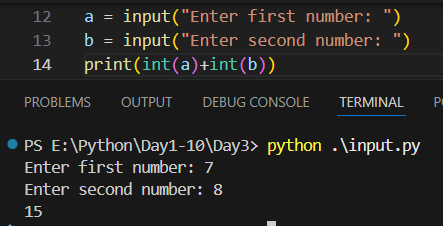 12 a = input("Enter first number: ")
13 b = input("Enter second number: ")
14 print(int(a)+int(b))
PROBLEMS OUTPUT DEBUG CONSOLE TERMINAL
PS E:\Python\Day1-10\Day3> python .\input.py
Enter first number: 7
Enter second number: 8
15